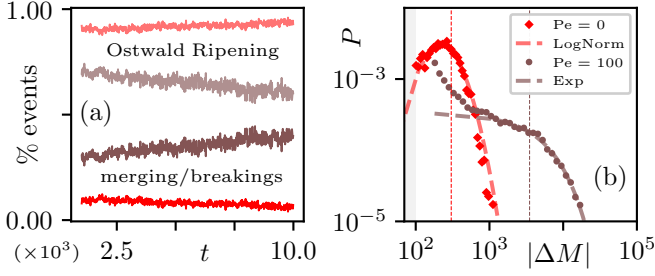 1.00
% events
0.00
Ostwald Ripening
(a)
merging/breakings
(×10³)
2.5
t
10.0
P
10⁻³
10⁻⁵
Pe = 0
LogNorm
Pe = 100
Exp
(b)
10²
10³
|ΔM|
10⁵